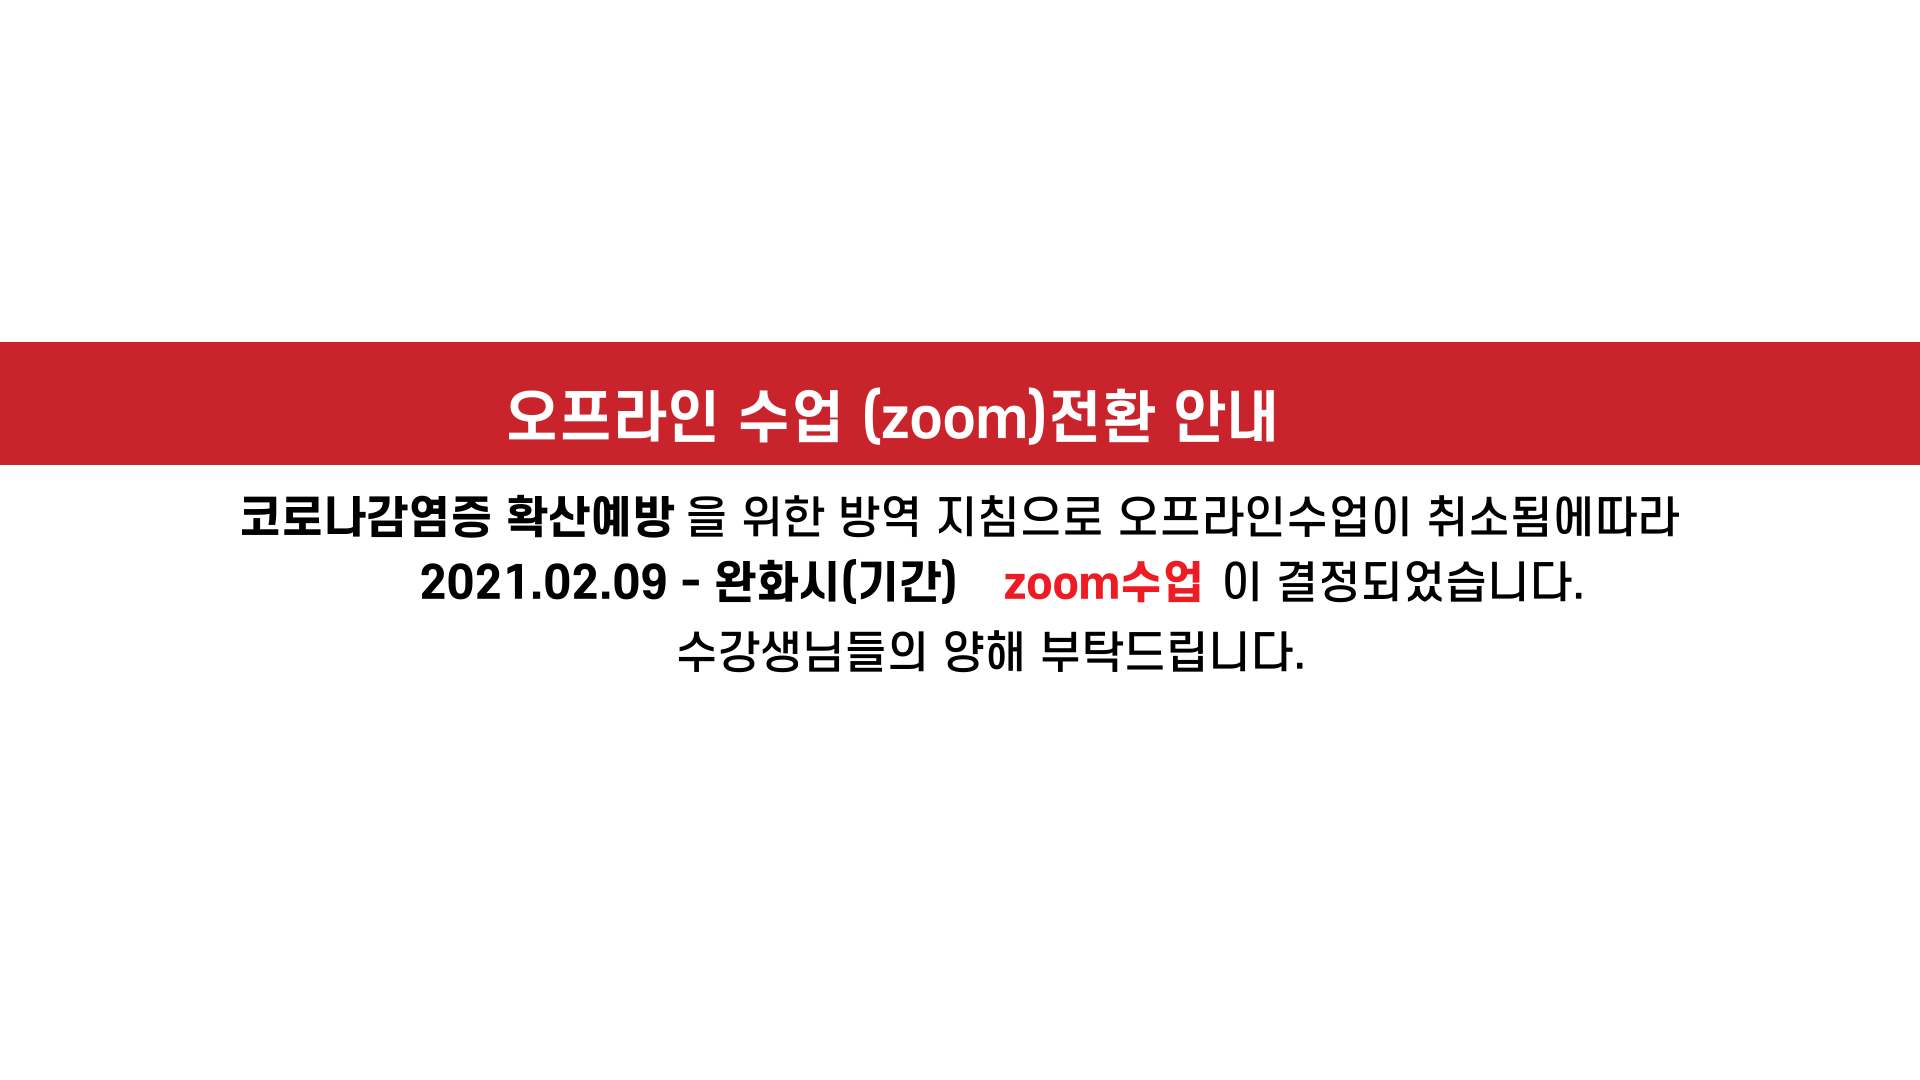 오프라인 수업 (zoom)전환 안내
코로나감염증 확산예방 을 위한 방역 지침으로 오프라인수업이 취소됨에따라
2021.02.09 - 완화시(기간) zoom수업 이 결정되었습니다.
수강생님들의 양해 부탁드립니다.